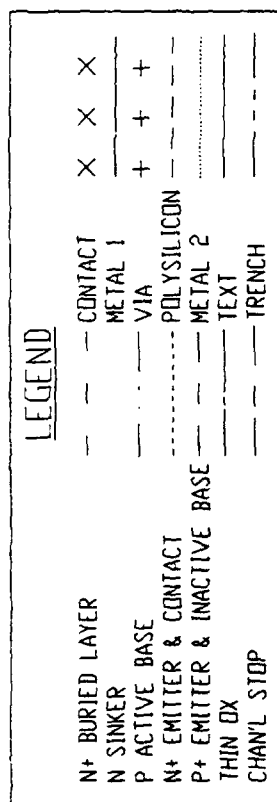 LEGEND
N+ BURIED LAYER
N SINKER
P ACTIVE BASE
N+ EMITTER & CONTACT
P+ EMITTER & INACTIVE BASE
THIN OX
CHAN'L STOP
CONTACT
METAL 1
VIA
POLYSILICON
METAL 2
TEXT
TRENCH